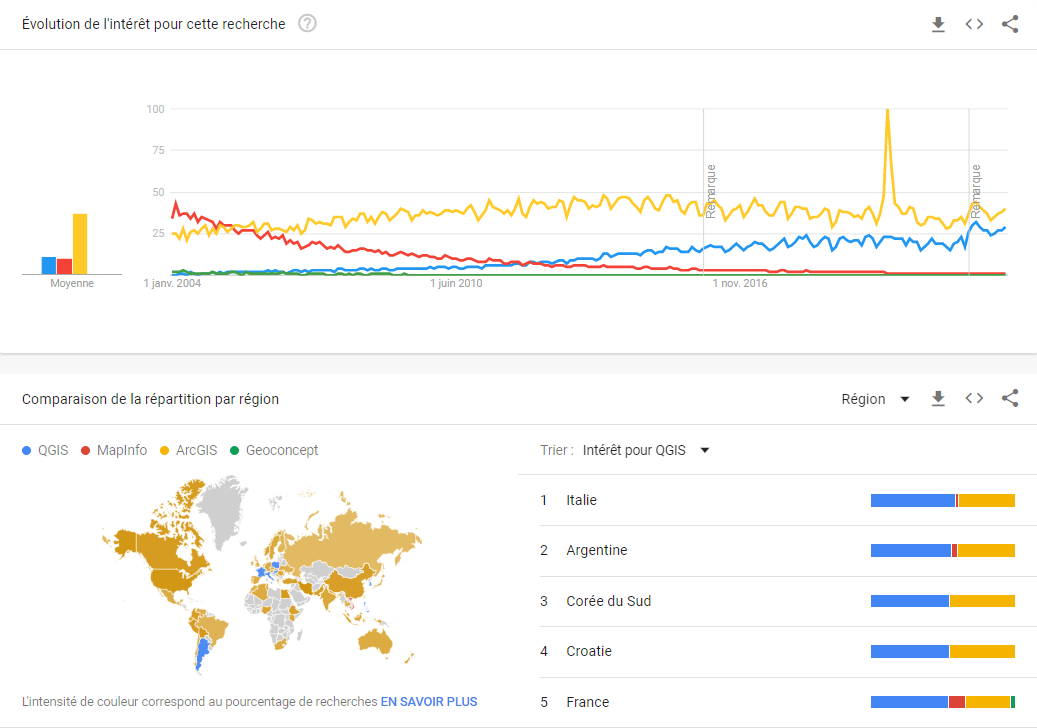 Évolution de l'intérêt pour cette recherche ?
100
75
50
25
Remarque
Remarque
Moyenne
1 janv. 2004
1 juin 2010
1 nov. 2016
Comparaison de la répartition par région
Région
QGIS MapInfo ArcGIS Geoconcept
Trier : Intérêt pour QGIS
1 Italie
2 Argentine
3 Corée du Sud
4 Croatie
5 France
L'intensité de couleur correspond au pourcentage de recherches EN SAVOIR PLUS